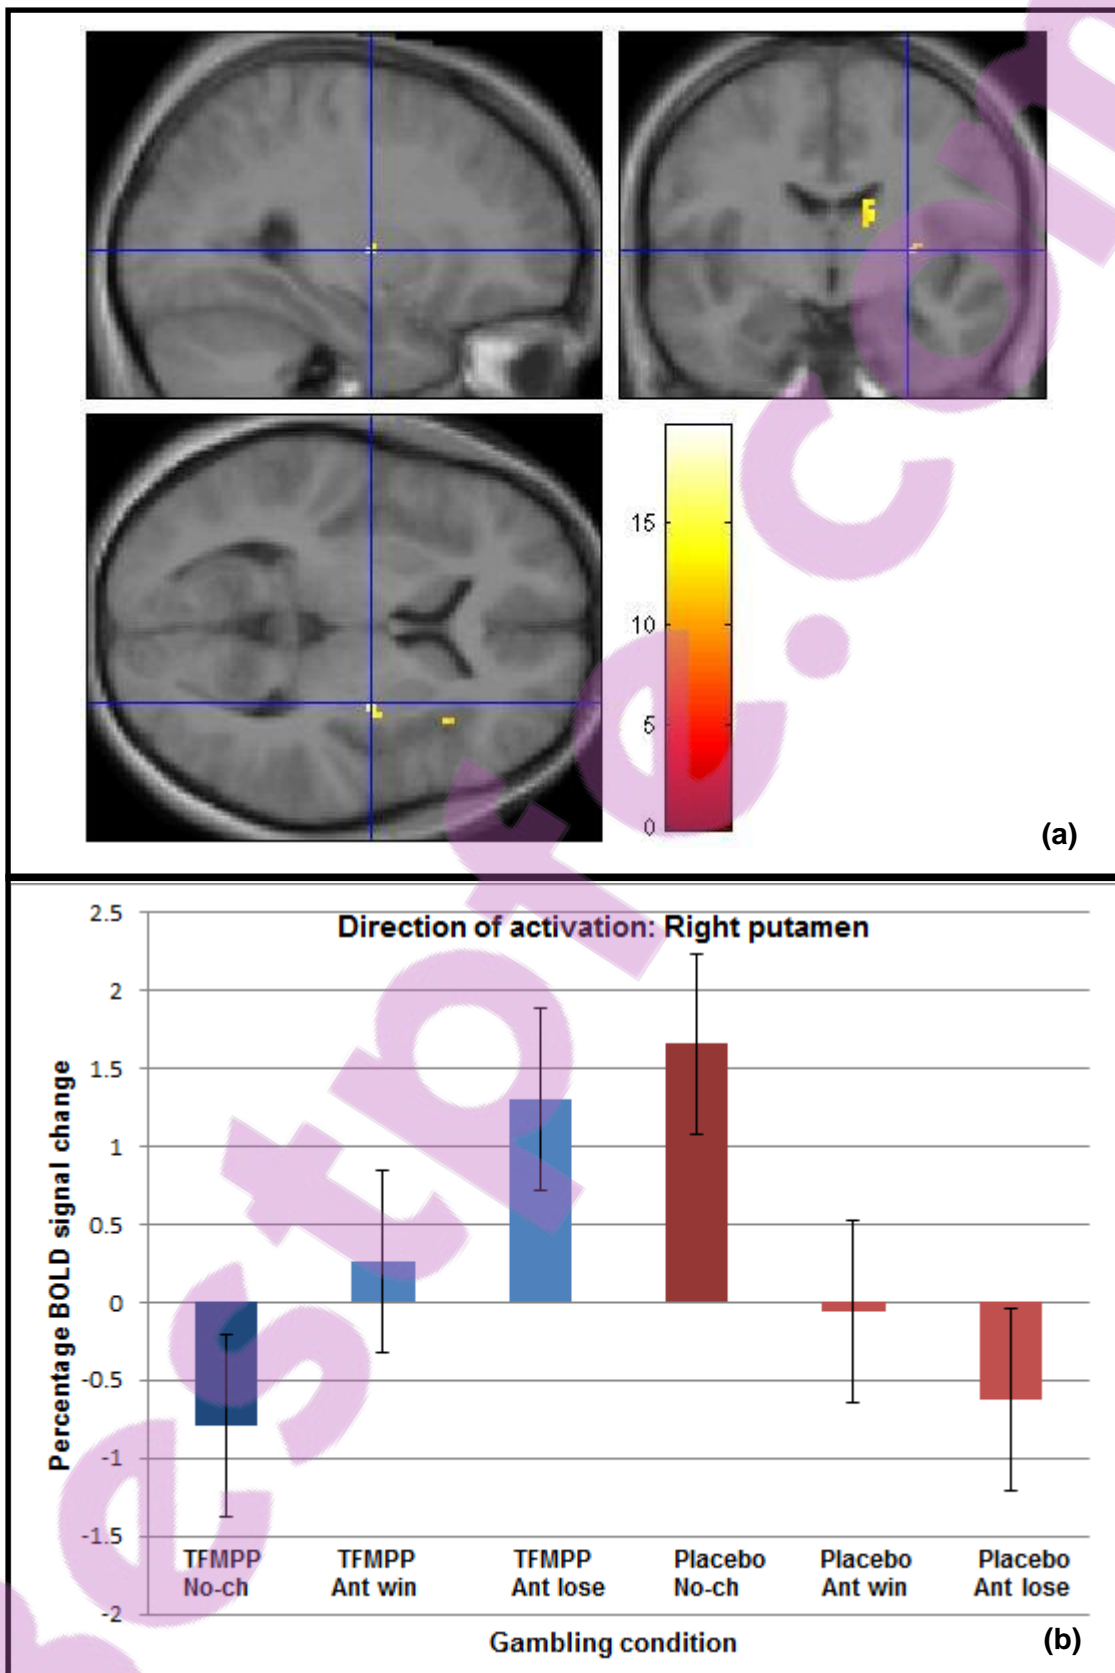 15
10
5
0
(a)
Direction of activation: Right putamen
Percentage BOLD signal change
2.5
2
1.5
1
0.5
0
-0.5
-1
-1.5
-2
TFMPP No-ch
TFMPP Ant win
TFMPP Ant lose
Placebo No-ch
Placebo Ant win
Placebo Ant lose
Gambling condition
(b)
bestpfe.com